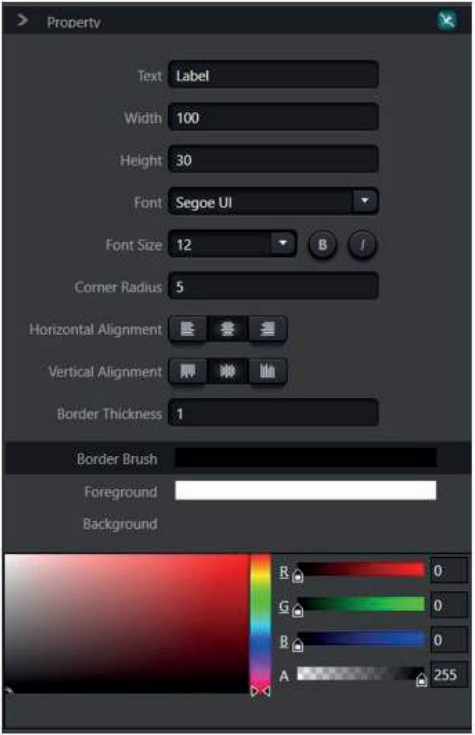 Property
Text Label
Width 100
Height 30
Font Segoe UI
Font Size 12 B I
Corner Radius 5
Horizontal Alignment
Vertical Alignment
Border Thickness 1
Border Brush
Foreground
Background
R 0
G 0
B 0
A 255